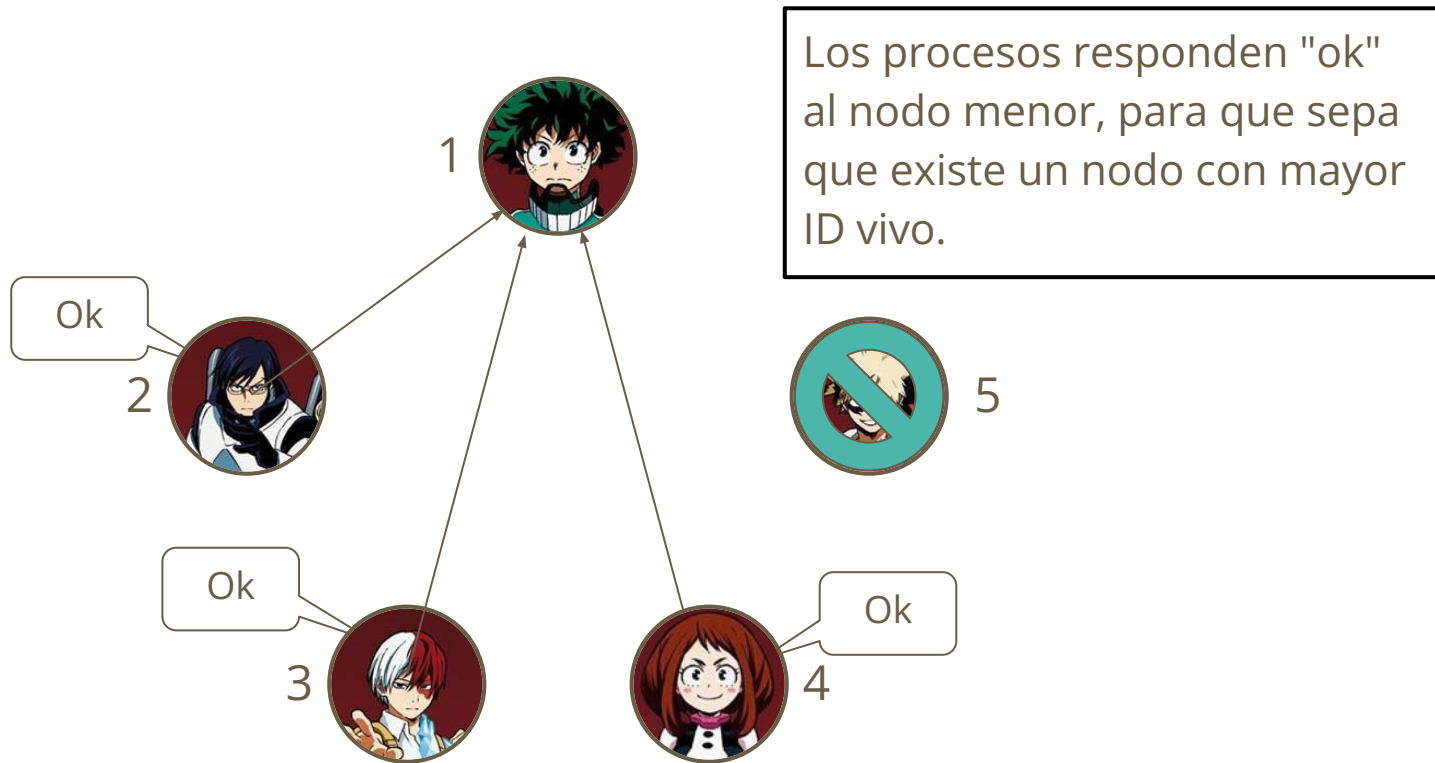 Los procesos responden "ok"
al nodo menor, para que sepa
que existe un nodo con mayor
ID vivo.
1
Ok
2
5
Ok
3
Ok
4